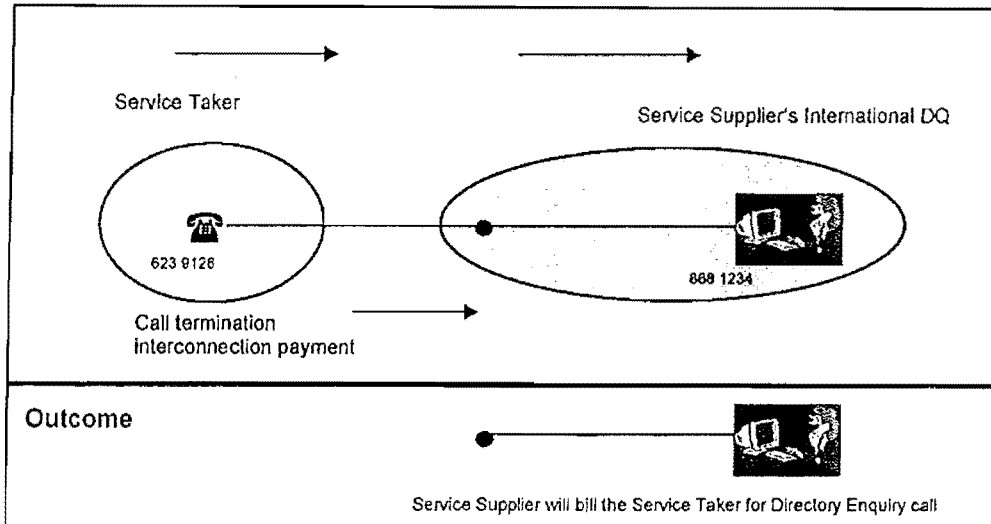 Service Taker
Service Supplier's International DQ
623 9126
868 1234
Call termination
interconnection payment
Outcome
Service Supplier will bill the Service Taker for Directory Enquiry call